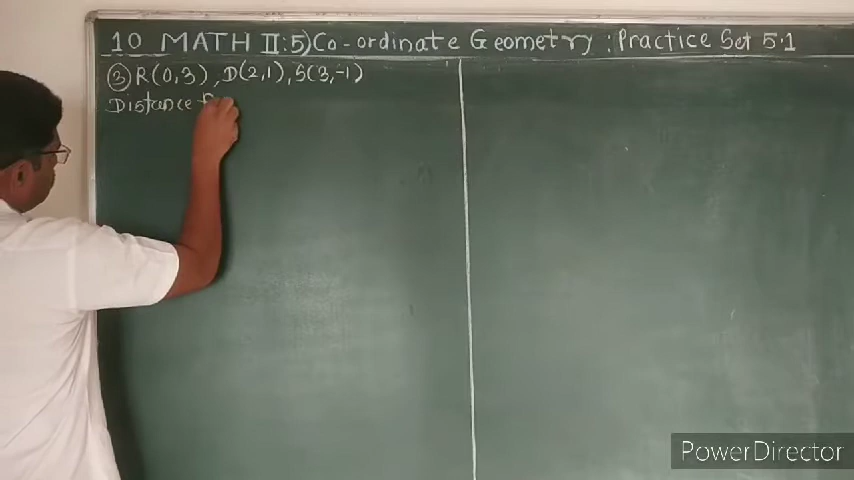 10 MATH II:5) Co-ordinate Geometry : Practice Set 5.1
③ R(0,3), D(2,1), S(3,-1)
Distance
PowerDirector